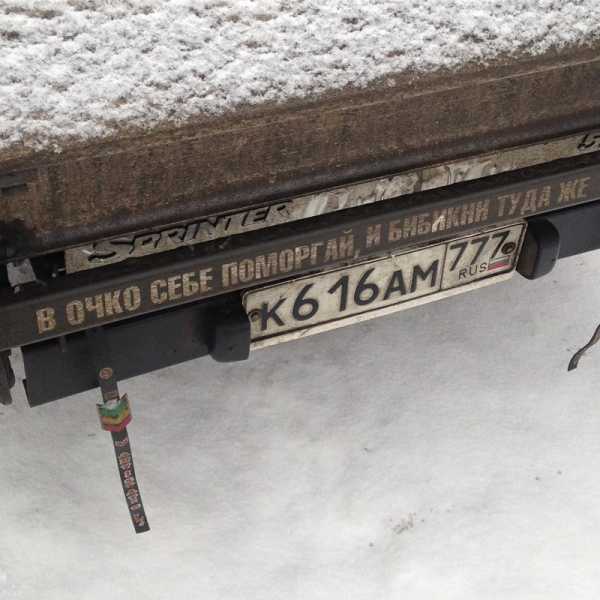 SPRINTER
В ОЧКО СЕБЕ ПОМОРГАЙ, И БИБИКНИ ТУДА ЖЕ
К616АМ 777
RUS